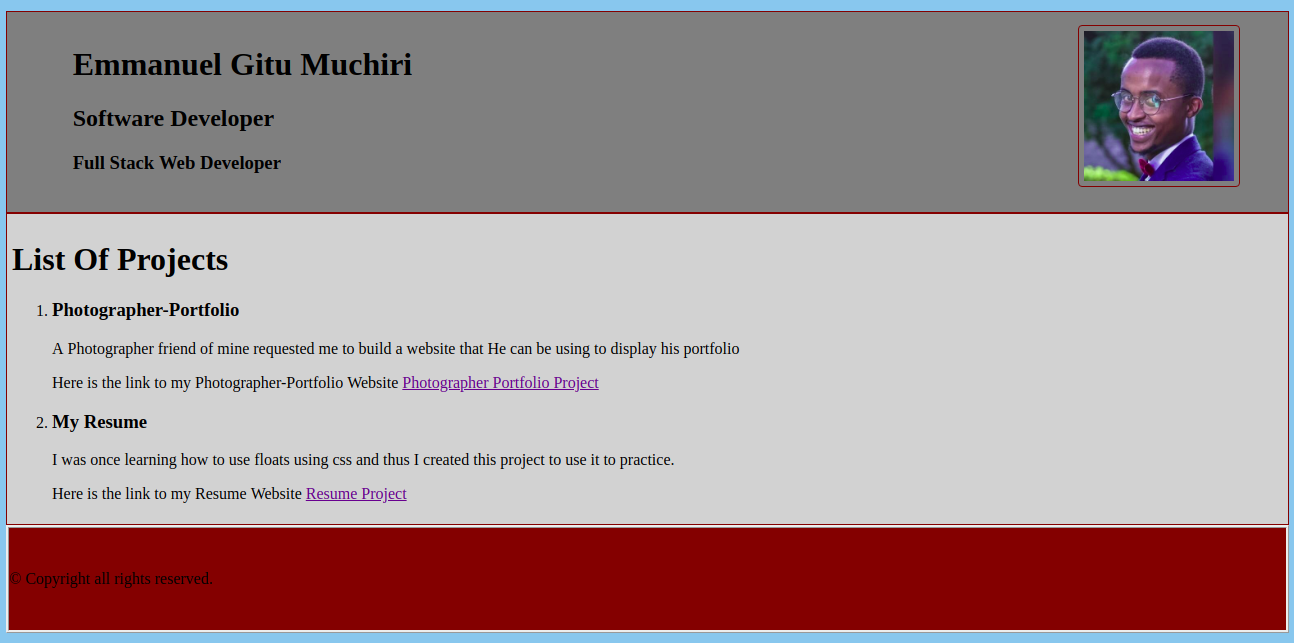 Emmanuel Gitu Muchiri
Software Developer
Full Stack Web Developer
List Of Projects
1. Photographer-Portfolio
A Photographer friend of mine requested me to build a website that He can be using to display his portfolio
Here is the link to my Photographer-Portfolio Website Photographer Portfolio Project
2. My Resume
I was once learning how to use floats using css and thus I created this project to use it to practice.
Here is the link to my Resume Website Resume Project
© Copyright all rights reserved.